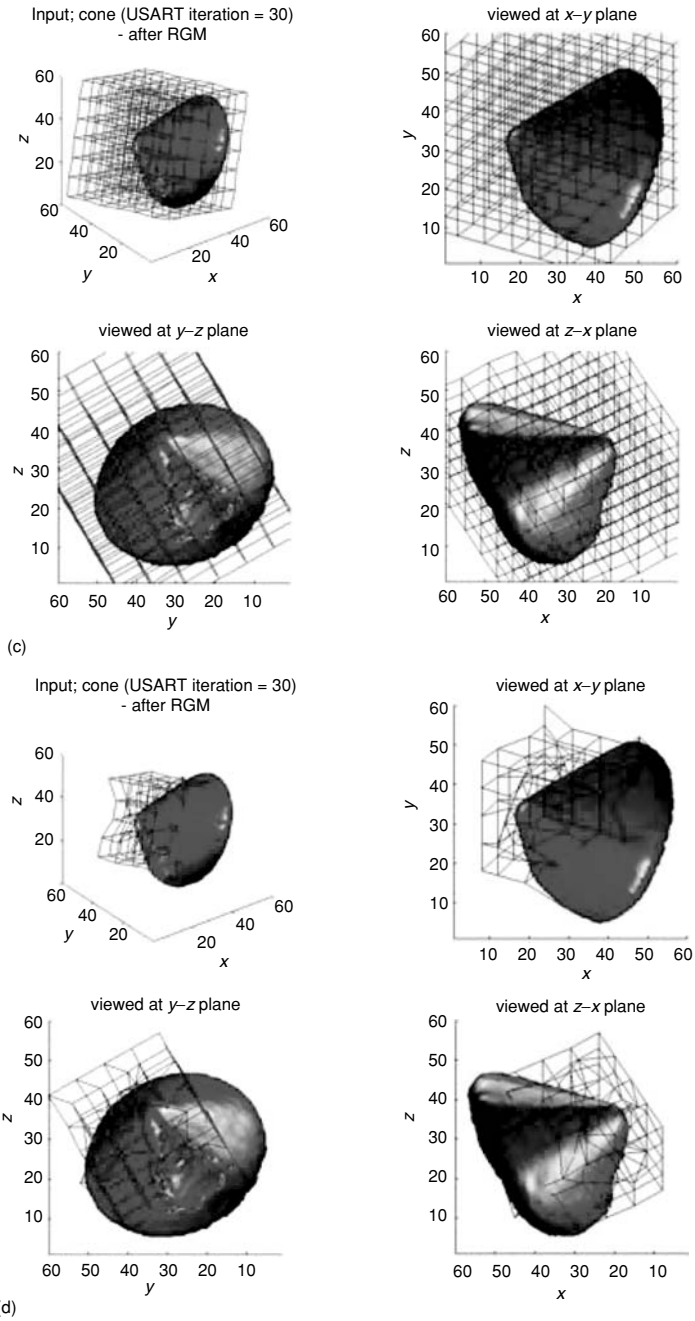 Input; cone (USART iteration = 30)
- after RGM
60
40
20
z
60
40
20
y
20
40
60
x
viewed at x–y plane
60
50
40
30
20
10
y
10 20 30 40 50 60
x
viewed at y–z plane
60
50
40
30
20
10
z
60 50 40 30 20 10
y
viewed at z–x plane
60
50
40
30
20
10
z
60 50 40 30 20 10
x
(c)
Input; cone (USART iteration = 30)
- after RGM
60
40
20
z
60
40
20
y
20
40
60
x
viewed at x–y plane
60
50
40
30
20
10
y
10 20 30 40 50 60
x
viewed at y–z plane
60
50
40
30
20
10
z
60 50 40 30 20 10
y
viewed at z–x plane
60
50
40
30
20
10
z
60 50 40 30 20 10
x
d)